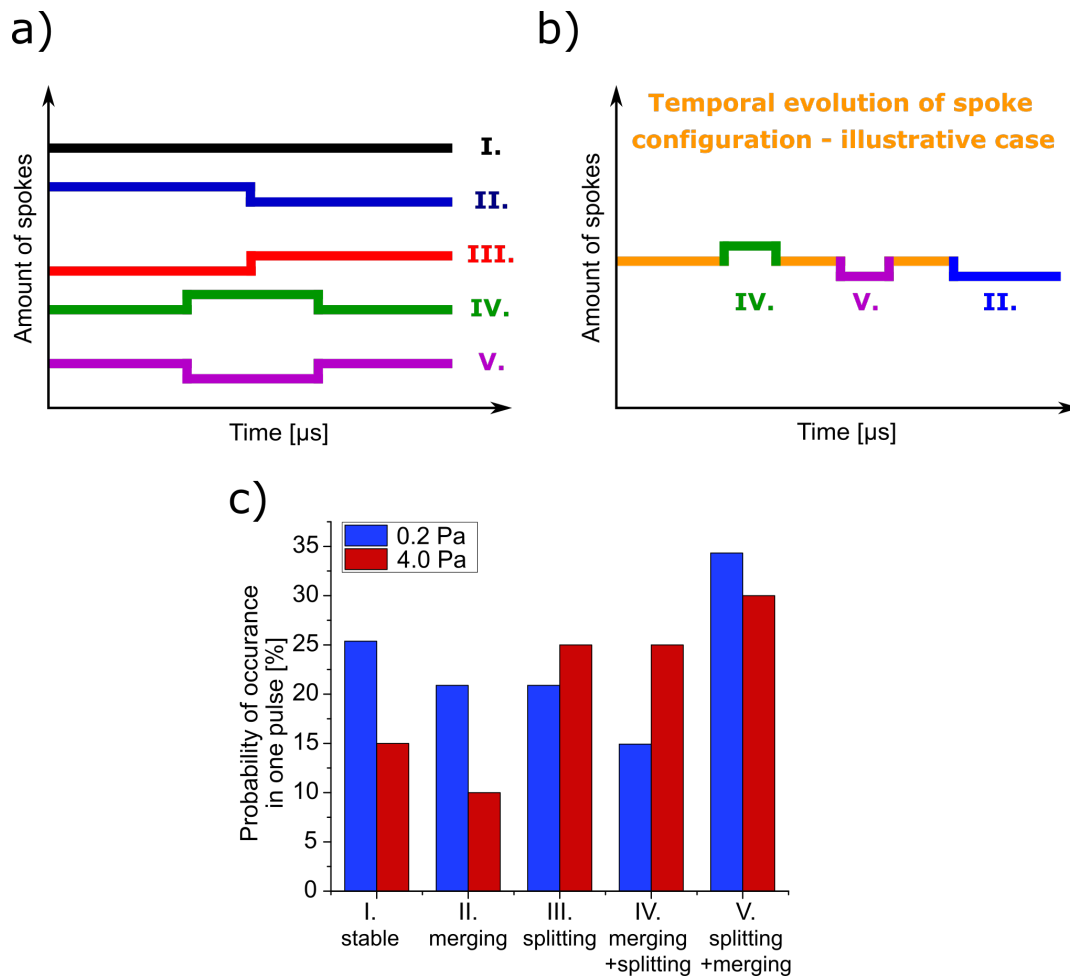 a)
Amount of spokes
I.
II.
III.
IV.
V.
Time [µs]
b)
Temporal evolution of spoke
configuration - illustrative case
Amount of spokes
IV.
V.
II.
Time [µs]
c)
0.2 Pa
4.0 Pa
Probability of occurance
in one pulse [%]
35
30
25
20
15
10
5
0
I.
stable
II.
merging
III.
splitting
IV.
merging
+splitting
V.
splitting
+merging